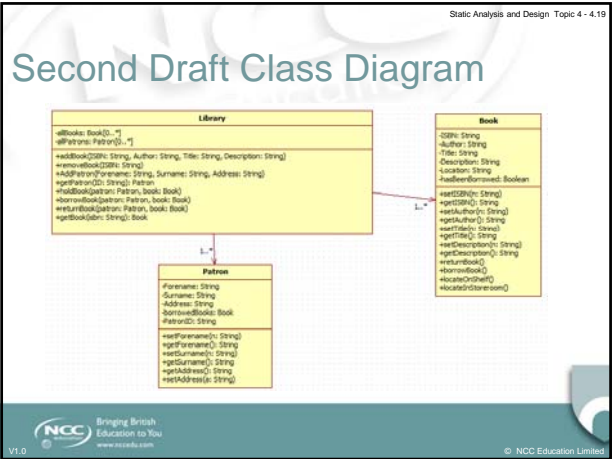 Static Analysis and Design Topic 4 - 4.19
Second Draft Class Diagram
Library
-allBooks: Book[0...*]
-allPatrons: Patron[0...*]
+addBook(ISBN: String, Author: String, Title: String, Description: String)
+removeBook(ISBN: String)
+AddPatron(Forename: String, Surname: String, Address: String)
+getPatron(ID: String): Patron
+holdBook(patron: Patron, book: Book)
+borrowBook(patron: Patron, book: Book)
+returnBook(patron: Patron, book: Book)
+getBook(isbn: String): Book
Book
-ISBN: String
-Author: String
-Title: String
-Description: String
-Location: String
-hasBeenBorrowed: Boolean
+setISBN(n: String)
+getISBN(): String
+setAuthor(n: String)
+getAuthor(): String
+setTitle(n: String)
+getTitle(): String
+setDescription(n: String)
+getDescription(): String
+returnBook()
+borrowBook()
+locateOnShelf()
+locateInStoreroom()
1..*
1..*
Patron
-Forename: String
-Surname: String
-Address: String
-borrowedBooks: Book
-PatronID: String
+setForename(n: String)
+getForename(): String
+setSurname(n: String)
+getSurname(): String
+getAddress(): String
+setAddress(a: String)
NCC
Bringing British
Education to You
www.nccedu.com
V1.0
© NCC Education Limited